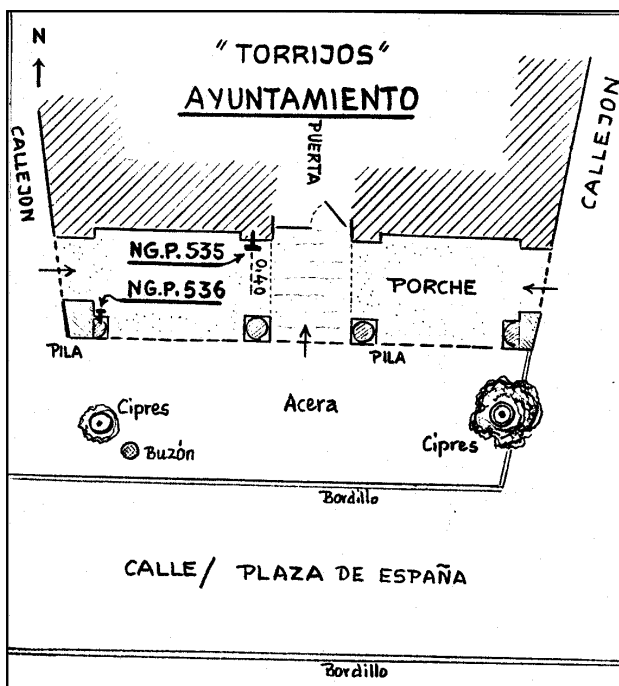 N
"TORRIJOS"
AYUNTAMIENTO
CALLEJON
PUERTA
CALLEJON
NG.P. 535
NG.P. 536
0.40
PORCHE
PILA
PILA
Cipres
Buzón
Acera
Cipres
Bordillo
CALLE/ PLAZA DE ESPAÑA
Bordillo